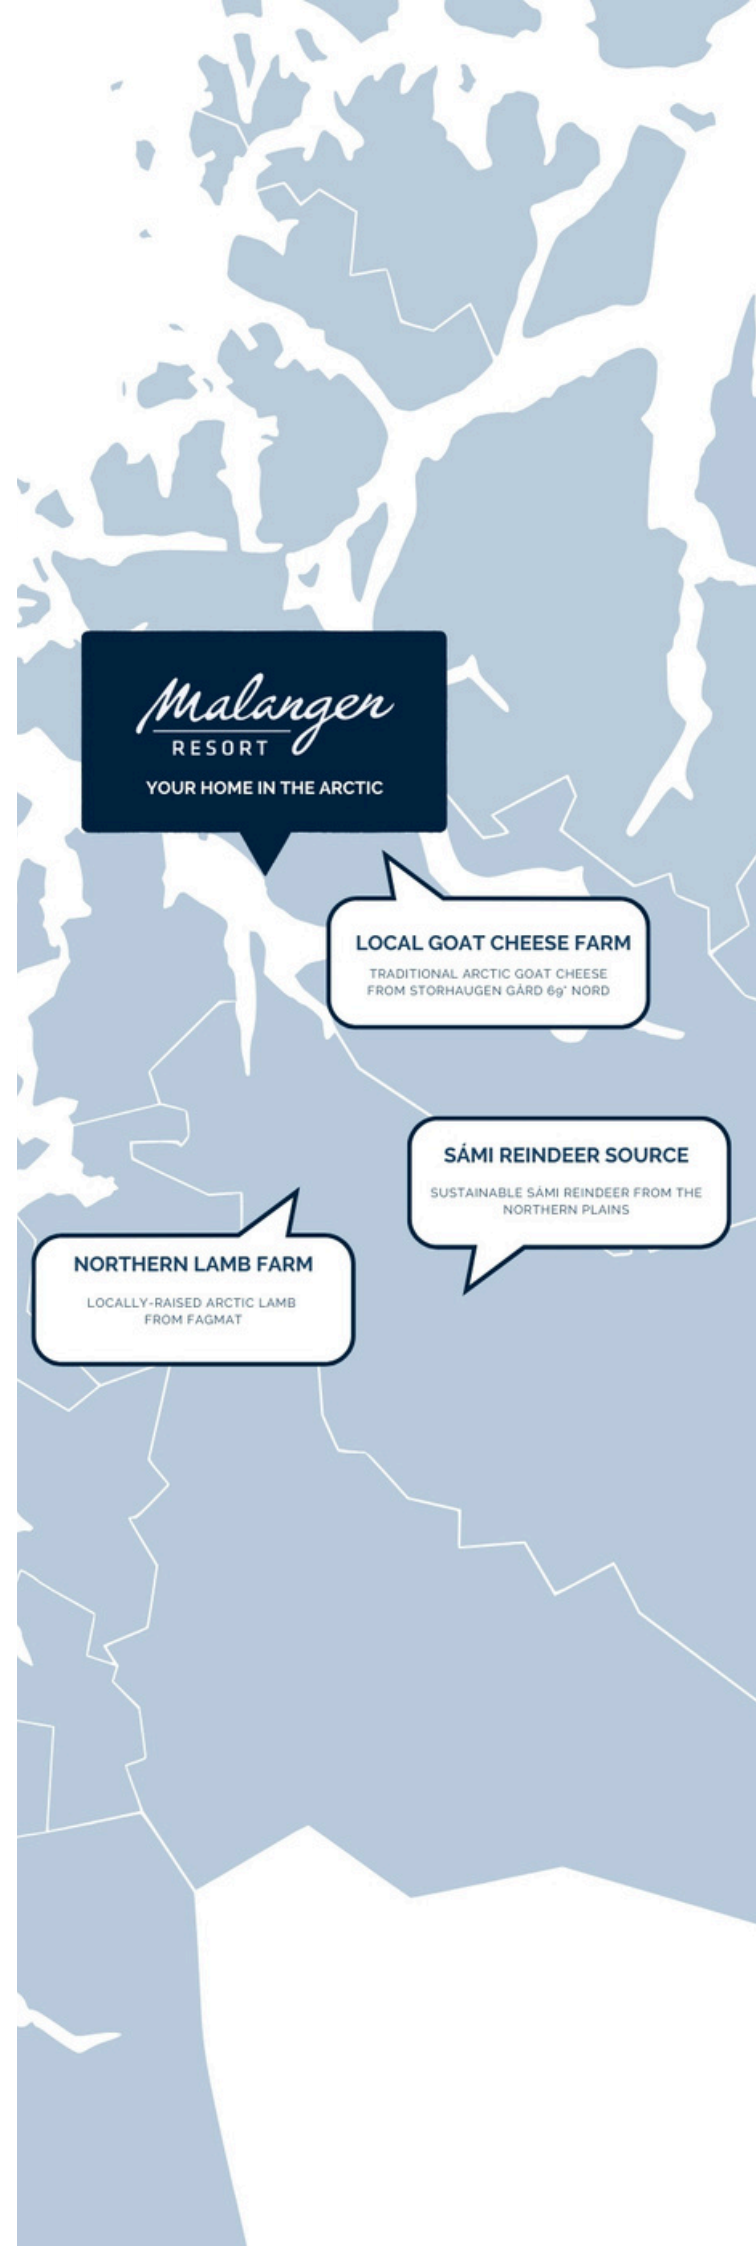 Malangen
RESORT
YOUR HOME IN THE ARCTIC
LOCAL GOAT CHEESE FARM
TRADITIONAL ARCTIC GOAT CHEESE
FROM STORHAUGEN GÅRD 69° NORD
SÁMI REINDEER SOURCE
SUSTAINABLE SÁMI REINDEER FROM THE
NORTHERN PLAINS
NORTHERN LAMB FARM
LOCALLY-RAISED ARCTIC LAMB
FROM FAGMAT